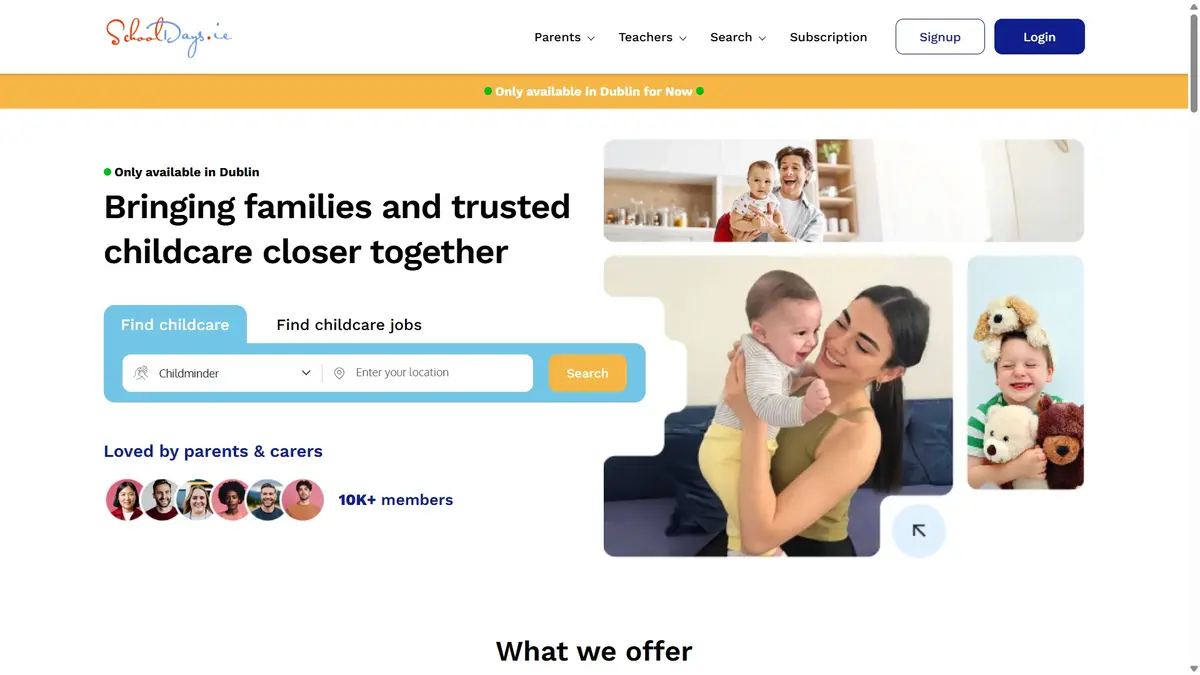 SchoolDays.ie
Parents
Teachers
Search
Subscription
Signup
Login
Only available in Dublin for Now
Only available in Dublin
Bringing families and trusted
childcare closer together
Find childcare
Find childcare jobs
Childminder
Enter your location
Search
Loved by parents & carers
10K+ members
What we offer